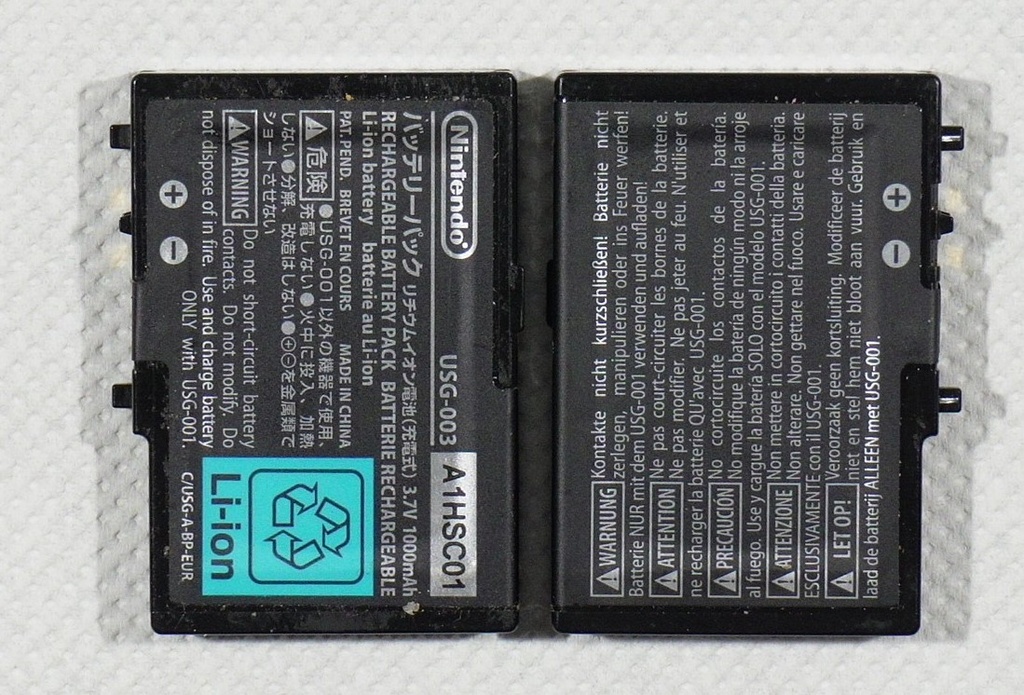 Nintendo®
USG-003
A1HSC01
バッテリーパック リチウムイオン電池(充電式) 3.7V 1000mAh
RECHARGEABLE BATTERY PACK BATTERIE RECHARGEABLE
Li-ion battery batterie au Li-ion
PAT. PEND. BREVET EN COURS MADE IN CHINA
危険 ●USG-001以外の機器で使用、
充電しない●火中に投入、加熱
しない●分解、改造はしない●⊕⊖を金属類で
ショートさせない
WARNING Do not short-circuit battery
contacts. Do not modify. Do
not dispose of in fire. Use and charge battery
ONLY with USG-001.
C/USG-A-BP-EUR
Li-ion
+ −
WARNUNG Kontakte nicht kurzschließen! Batterie nicht
zerlegen, manipulieren oder ins Feuer werfen!
Batterie NUR mit dem USG-001 verwenden und aufladen!
ATTENTION Ne pas court-circuiter les bornes de la batterie.
Ne pas modifier. Ne pas jeter au feu. N'utiliser et
ne recharger la batterie QU'avec USG-001.
PRECAUCIÓN No cortocircuite los contactos de la batería.
No modifique la batería de ningún modo ni la arroje
al fuego. Use y cargue la batería SOLO con el modelo USG-001.
ATTENZIONE Non mettere in cortocircuito i contatti della batteria.
Non alterare. Non gettare nel fuoco. Usare e caricare
ESCLUSIVAMENTE con il USG-001.
LET OP! Veroorzaak geen kortsluiting. Modificeer de batterij
niet en stel hem niet bloot aan vuur. Gebruik en
laad de batterij ALLEEN met USG-001.
+ −